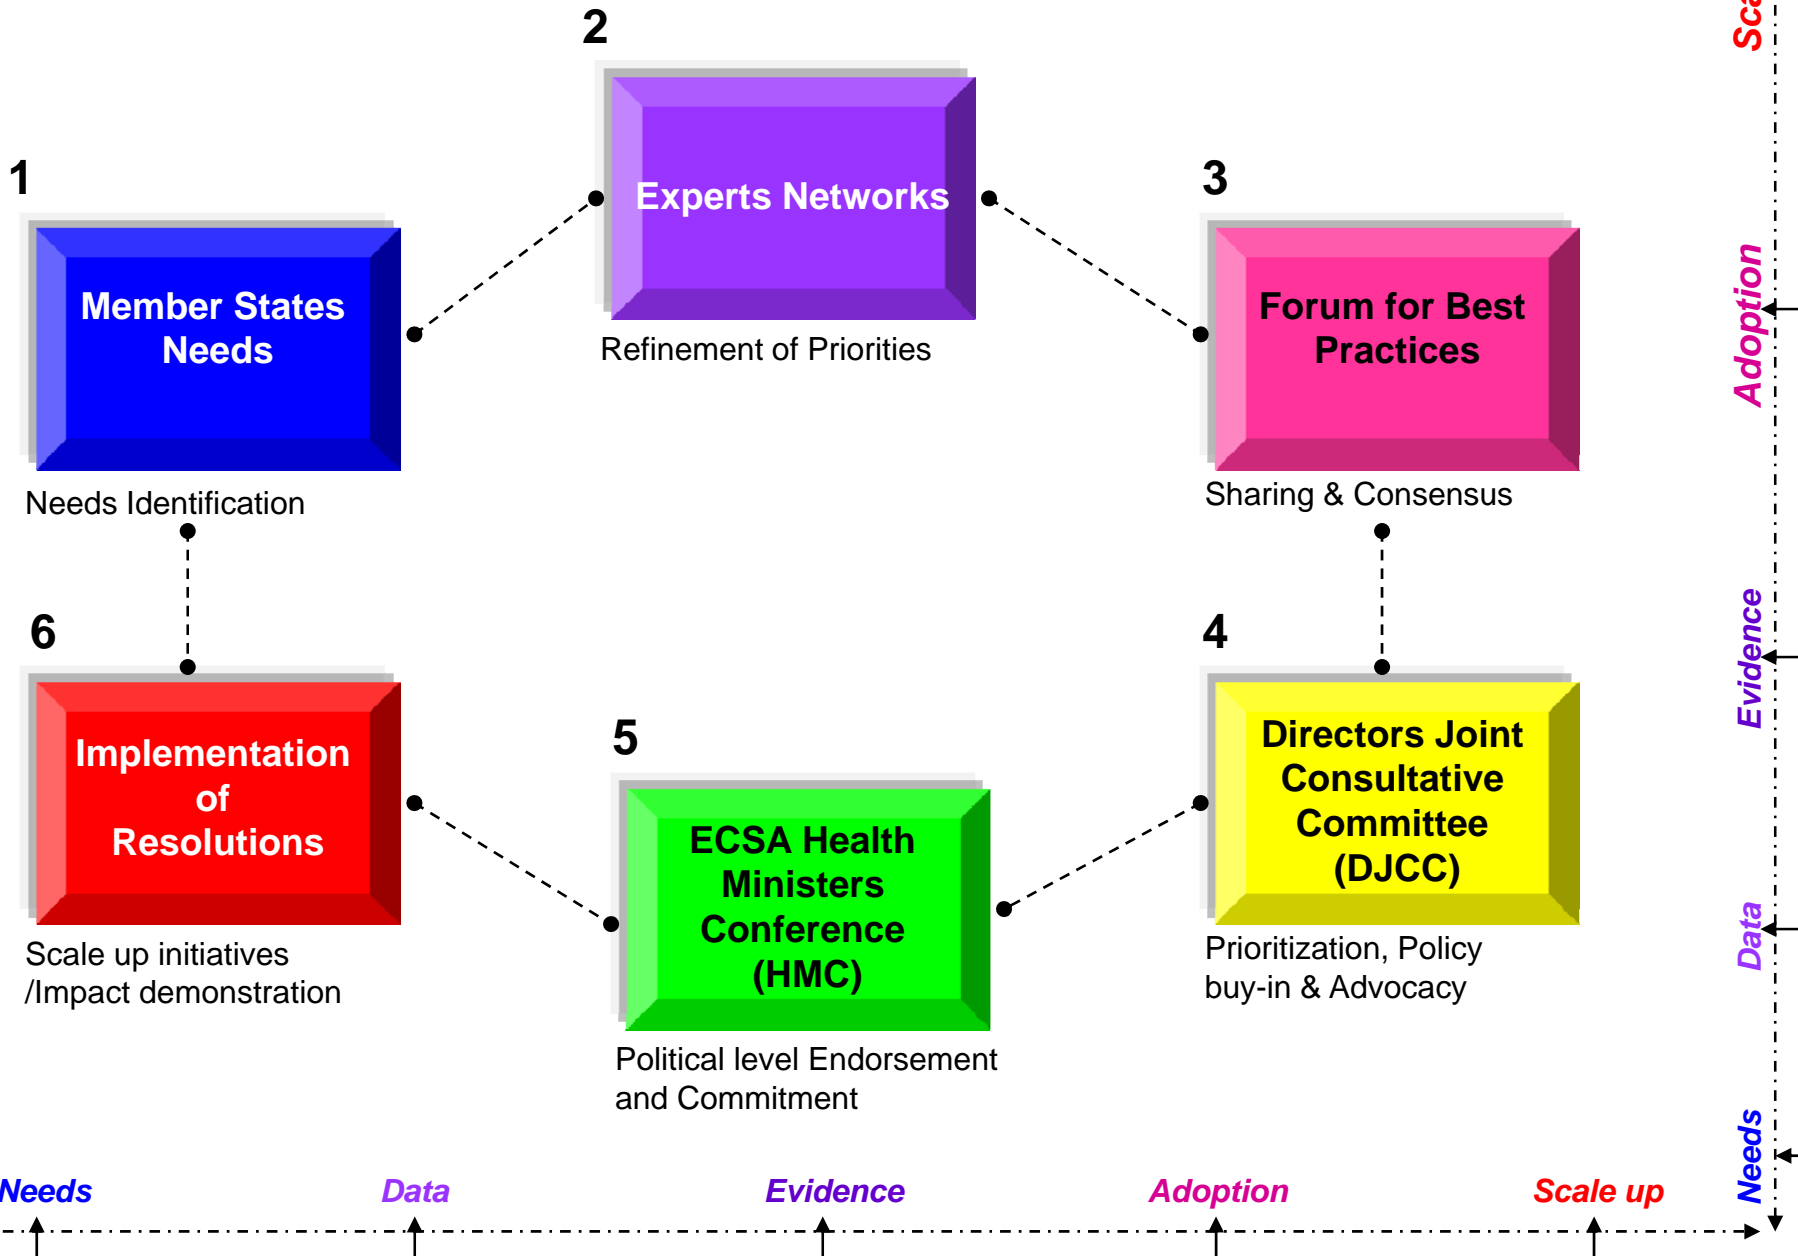 2
1
3
Experts Networks
Member States
Needs
Forum for Best
Practices
Refinement of Priorities
Needs Identification
Sharing & Consensus
6
4
5
Implementation
of
Resolutions
Directors Joint
Consultative
Committee
(DJCC)
ECSA Health
Ministers
Conference
(HMC)
Scale up initiatives
/Impact demonstration
Prioritization, Policy
buy-in & Advocacy
Political level Endorsement
and Commitment
Needs
Data
Evidence
Adoption
Scale up
Needs
Data
Evidence
Adoption